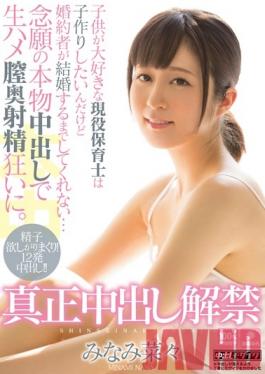 子供が大好きな現役保育士は
子作りしたいんだけど
婚約者が結婚するまでしてくれない…
念願の本物中出しで
生ハメ膣奥射精狂いに。
精子
欲しがりまくり!
12発
中出し!!
真正中出し解禁
みなみ菜々
MINAMI NANA